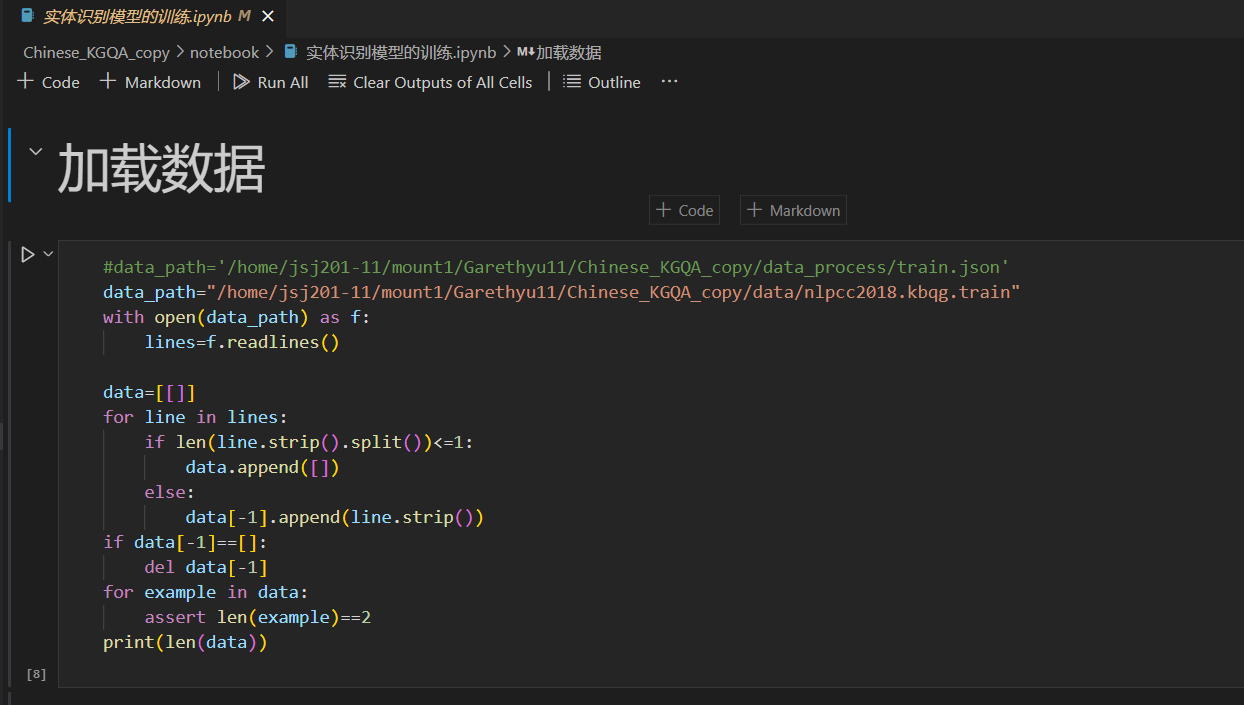 实体识别模型的训练.ipynb M ×
Chinese_KGQA_copy > notebook > 实体识别模型的训练.ipynb > M↓加载数据
+ Code + Markdown | Run All Clear Outputs of All Cells | Outline ···
加载数据
+ Code + Markdown
#data_path='/home/jsj201-11/mount1/Garethyu11/Chinese_KGQA_copy/data_process/train.json'
data_path="/home/jsj201-11/mount1/Garethyu11/Chinese_KGQA_copy/data/nlpcc2018.kbqg.train"
with open(data_path) as f:
    lines=f.readlines()
data=[[]]
for line in lines:
    if len(line.strip().split())<=1:
        data.append([])
    else:
        data[-1].append(line.strip())
if data[-1]==[]:
    del data[-1]
for example in data:
    assert len(example)==2
print(len(data))
[8]